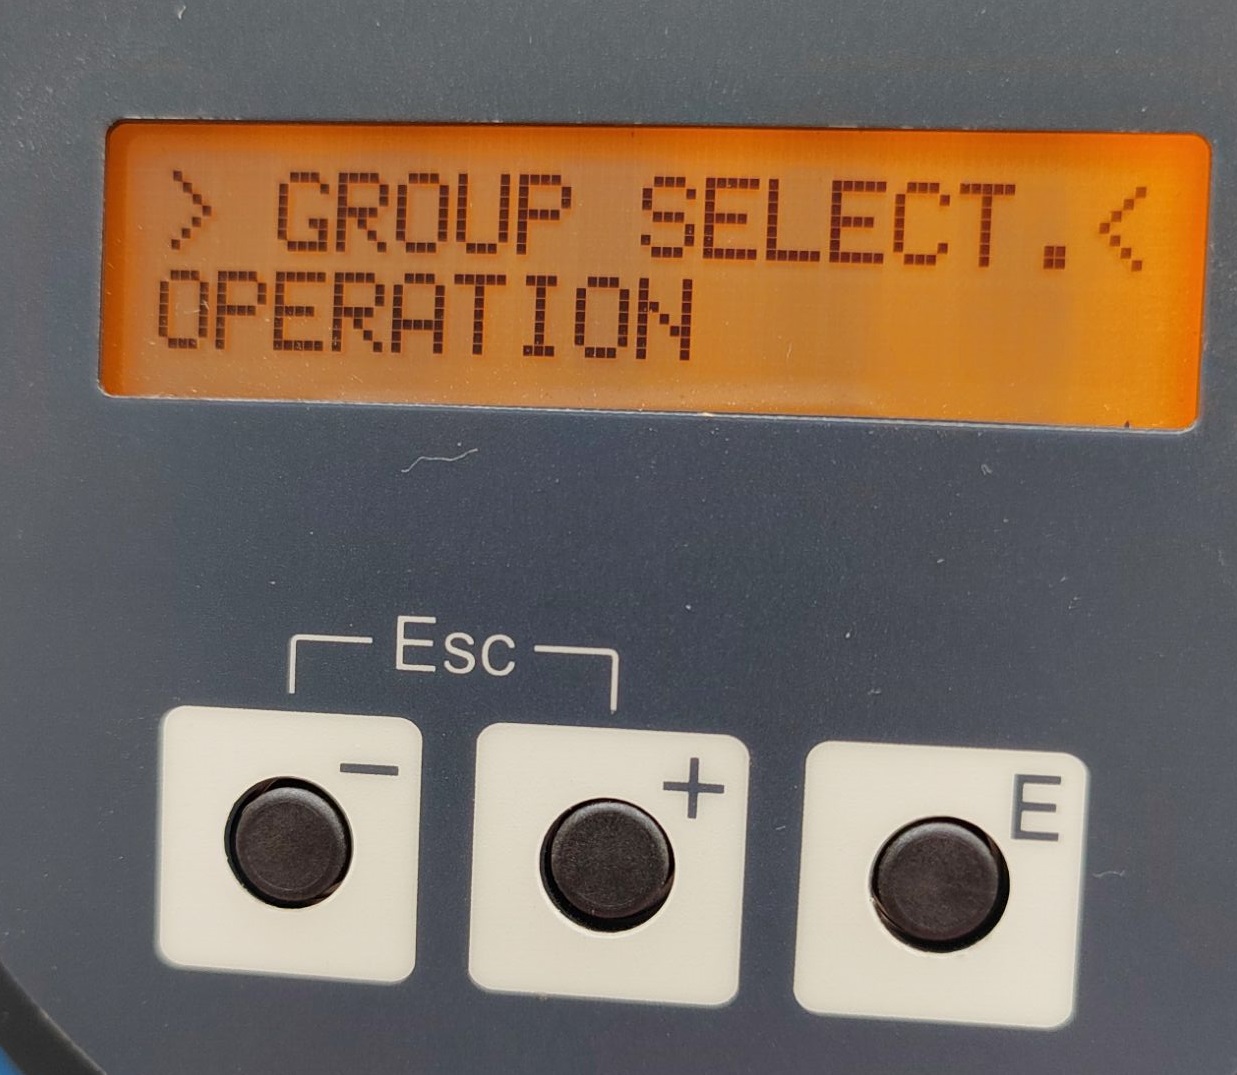 > GROUP SELECT.<
OPERATION
Esc
- + E